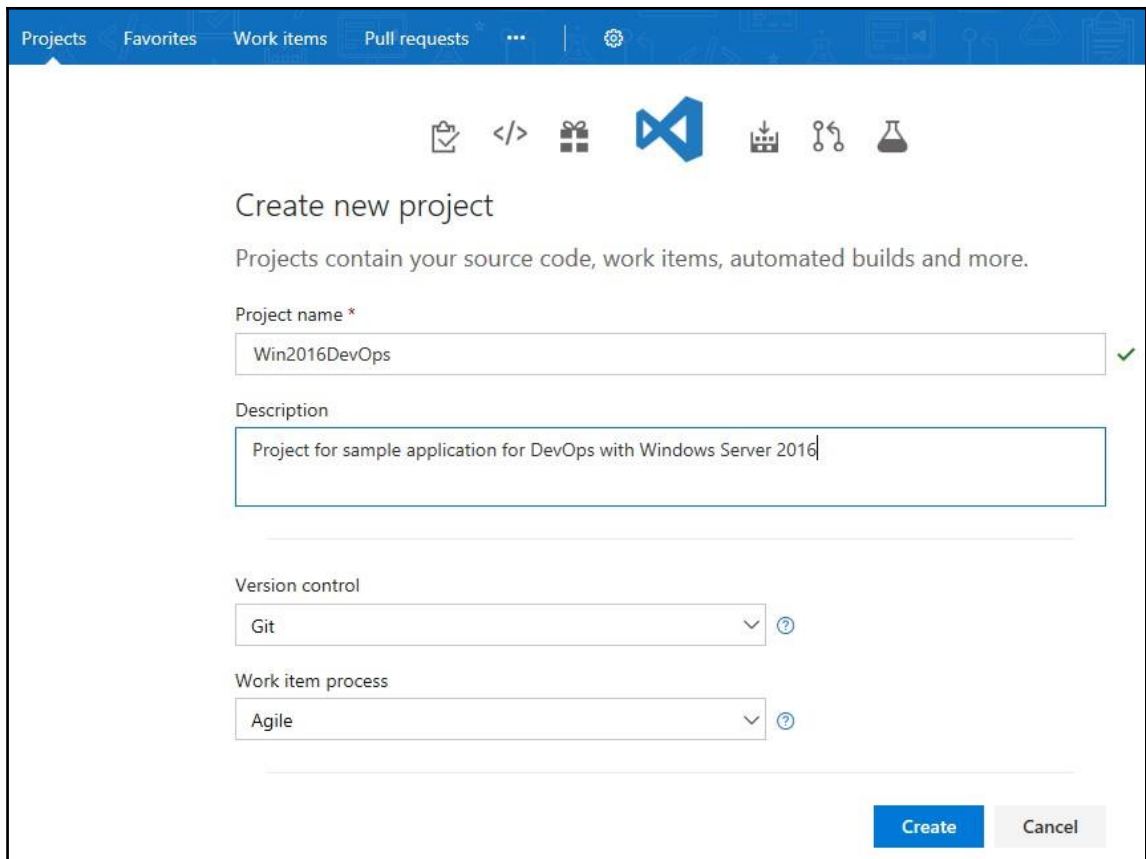 Projects Favorites Work items Pull requests ...
</>
Create new project
Projects contain your source code, work items, automated builds and more.
Project name *
Win2016DevOps
Description
Project for sample application for DevOps with Windows Server 2016
Version control
Git
Work item process
Agile
Create Cancel